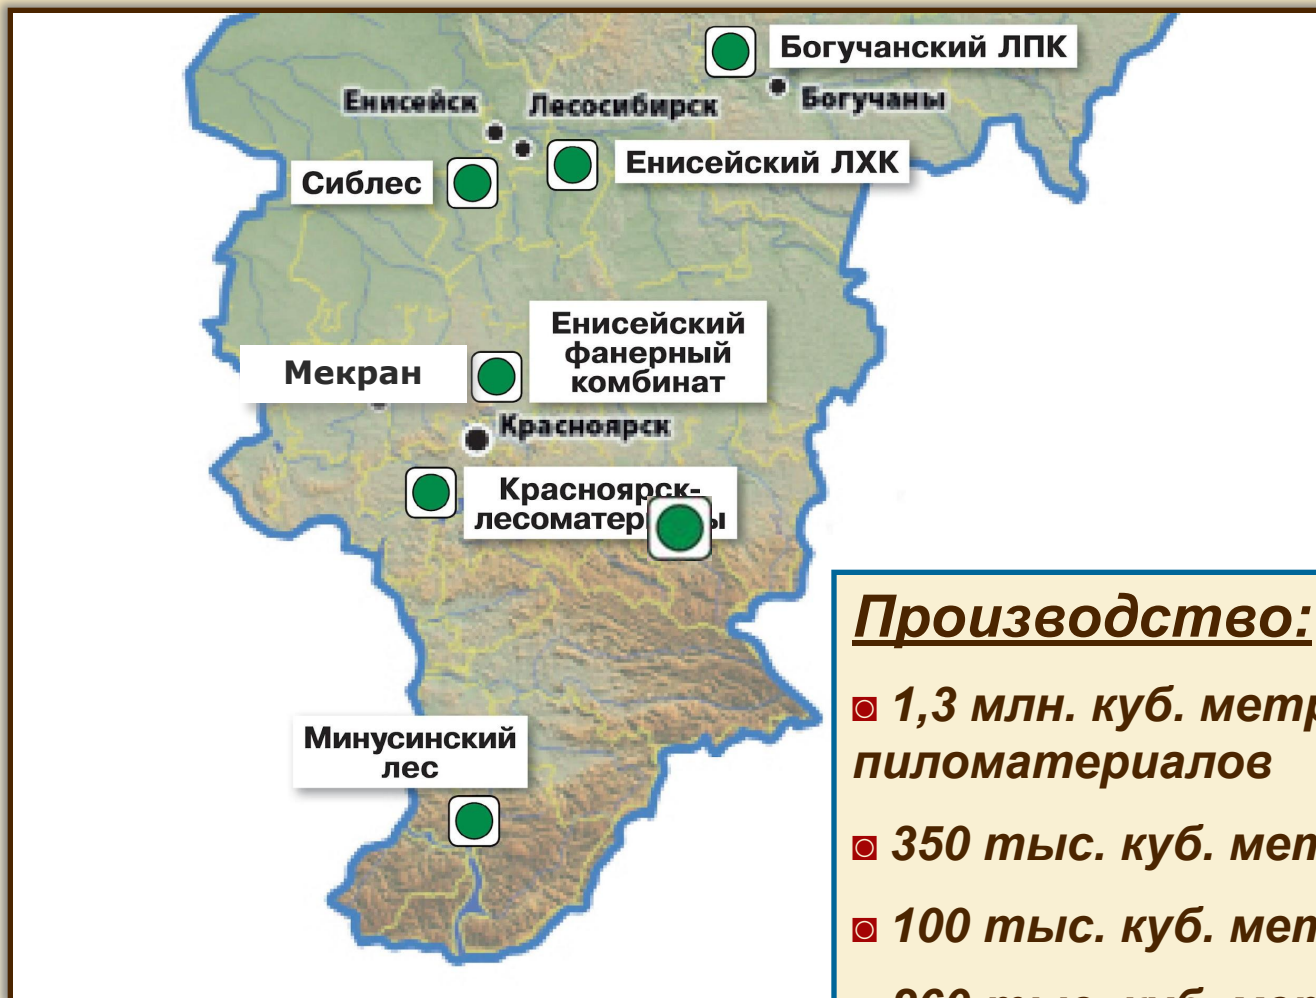 Богучанский ЛПК
Енисейск
Лесосибирск
Богучаны
Сиблес
Енисейский ЛХК
Енисейский
фанерный
комбинат
Мекран
Красноярск
Красноярск-
Минусинский
лес
Производство:
1,3 млн. куб.
пиломатериалов
350 тыс. куб.
100 тыс. куб.